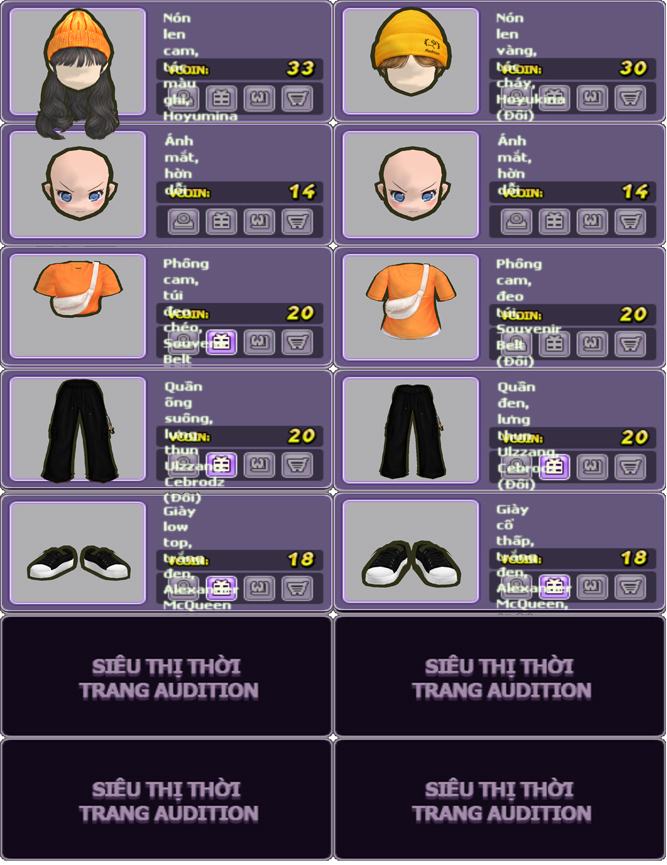 Nón
len
cam,
tóc
VCOIN:
33
màu
ghi,
Hoyumina
Nón
len
vàng,
tóc
VCOIN:
30
cháy,
Hoyukina
(Đôi)
Ánh
mắt,
hờn
dỗi
VCOIN:
14
Ánh
mắt,
hờn
dỗi
VCOIN:
14
Phông
cam,
túi
đeo
VCOIN:
20
chéo,
Souvenir
Belt
Phông
cam,
đeo
túi,
VCOIN:
20
Souvenir
Belt
(Đôi)
Quần
ống
suông,
lưng
VCOIN:
20
thun
Ulzzang,
Cebrodz
(Đôi)
Quần
đen,
lưng
thun
VCOIN:
20
Ulzzang,
Cebrodz
(Đôi)
Giày
low
top,
trắng
VCOIN:
18
đen,
Alexander
McQueen
Giày
cổ
thấp,
trắng
VCOIN:
18
đen,
Alexander
McQueen,
SIÊU THỊ THỜI
TRANG AUDITION
SIÊU THỊ THỜI
TRANG AUDITION
SIÊU THỊ THỜI
TRANG AUDITION
SIÊU THỊ THỜI
TRANG AUDITION